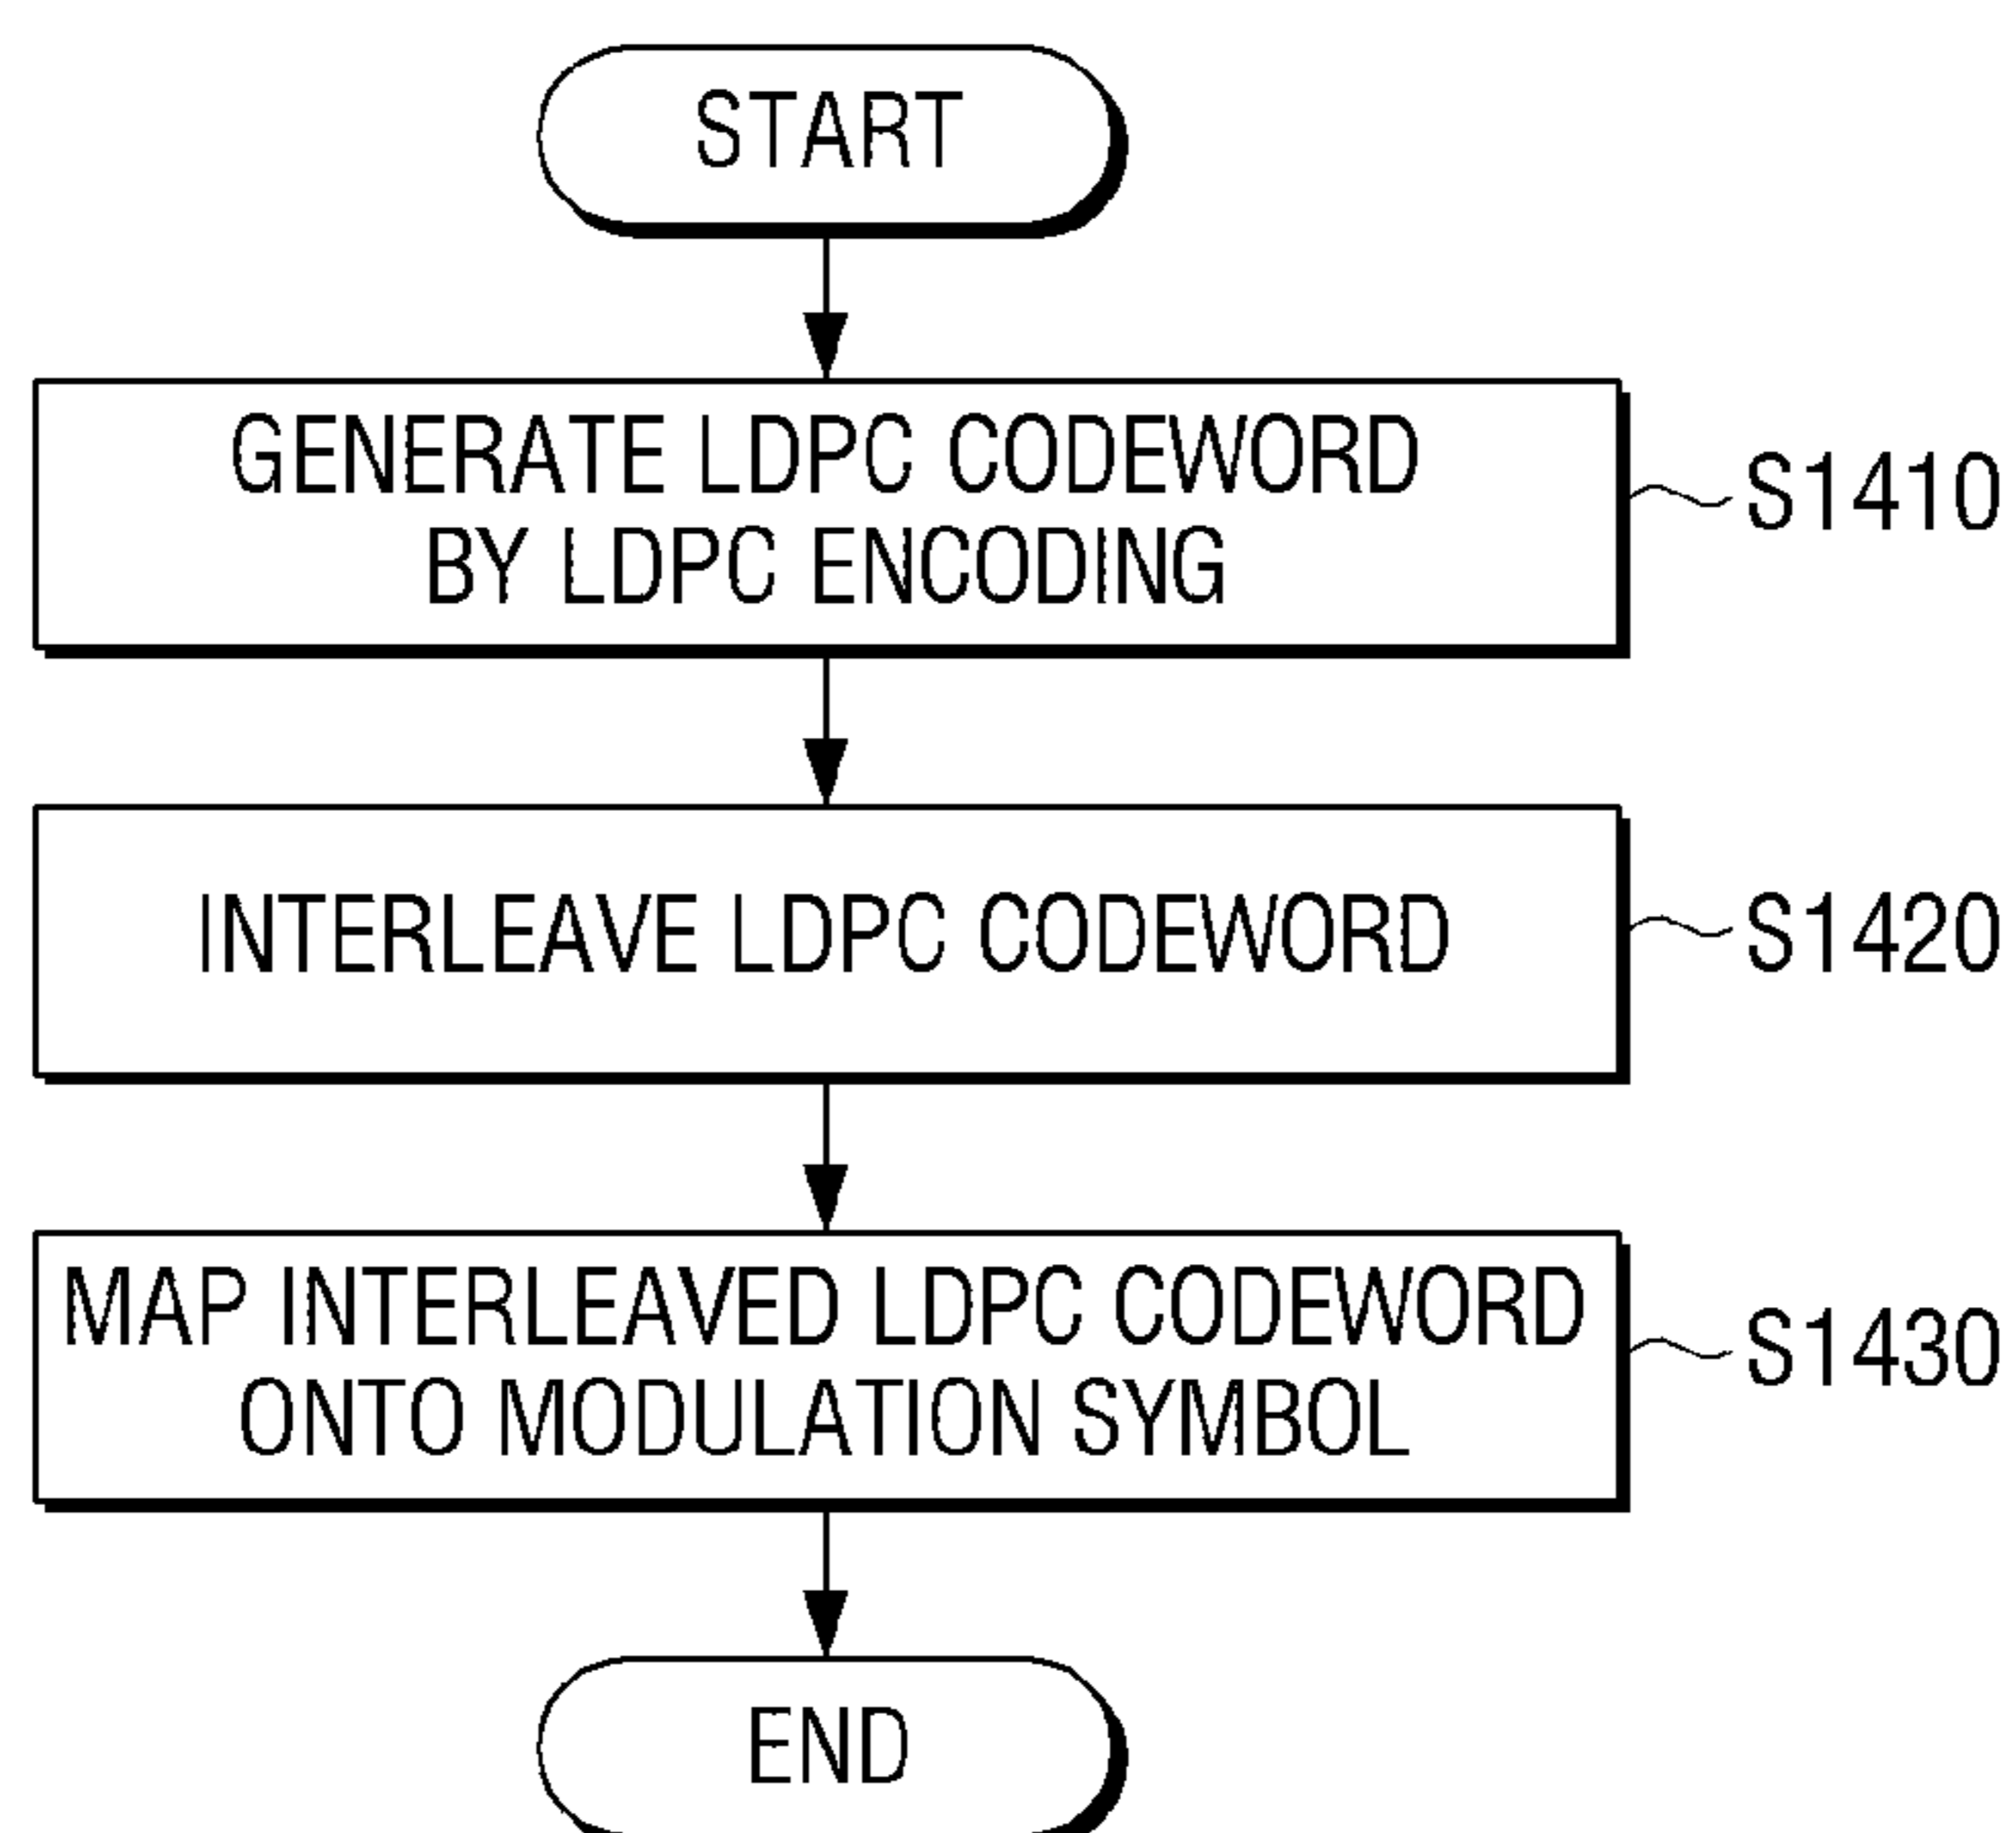 START
GENERATE LDPC CODEWORD
BY LDPC ENCODING
S1410
INTERLEAVE LDPC CODEWORD
S1420
MAP INTERLEAVED LDPC CODEWORD
ONTO MODULATION SYMBOL
S1430
END